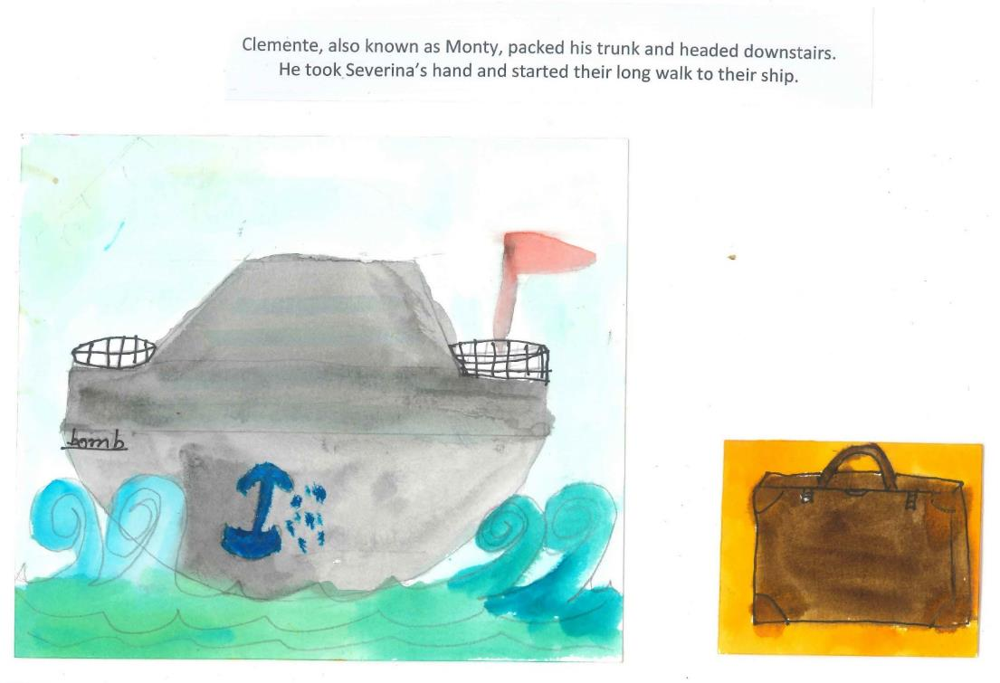 Clemente, also known as Monty, packed his trunk and headed downstairs.
He took Severina’s hand and started their long walk to their ship.
bomb